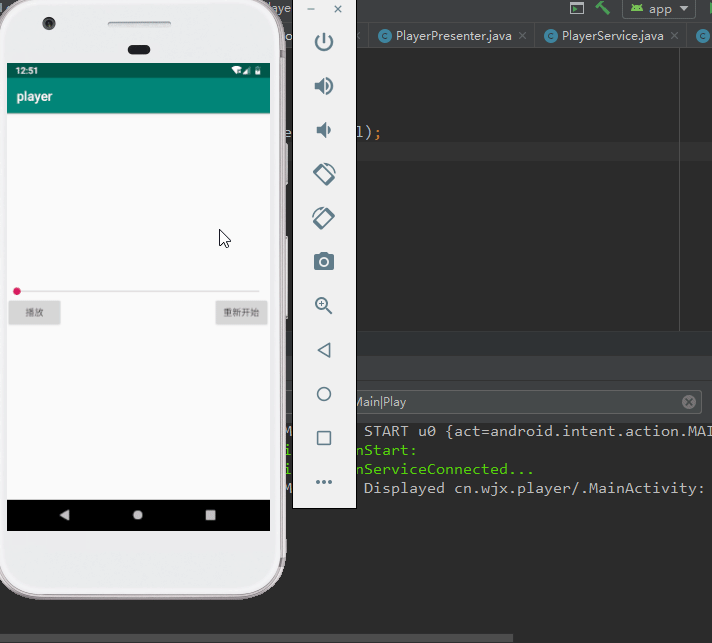 Playe
app
PlayerPresenter.java
PlayerService.java
12:51
player
l);
播放
重新开始
Main|Play
START u0 {act=android.intent.action.MAI
nStart:
nServiceConnected...
Displayed cn.wjx.player/.MainActivity: